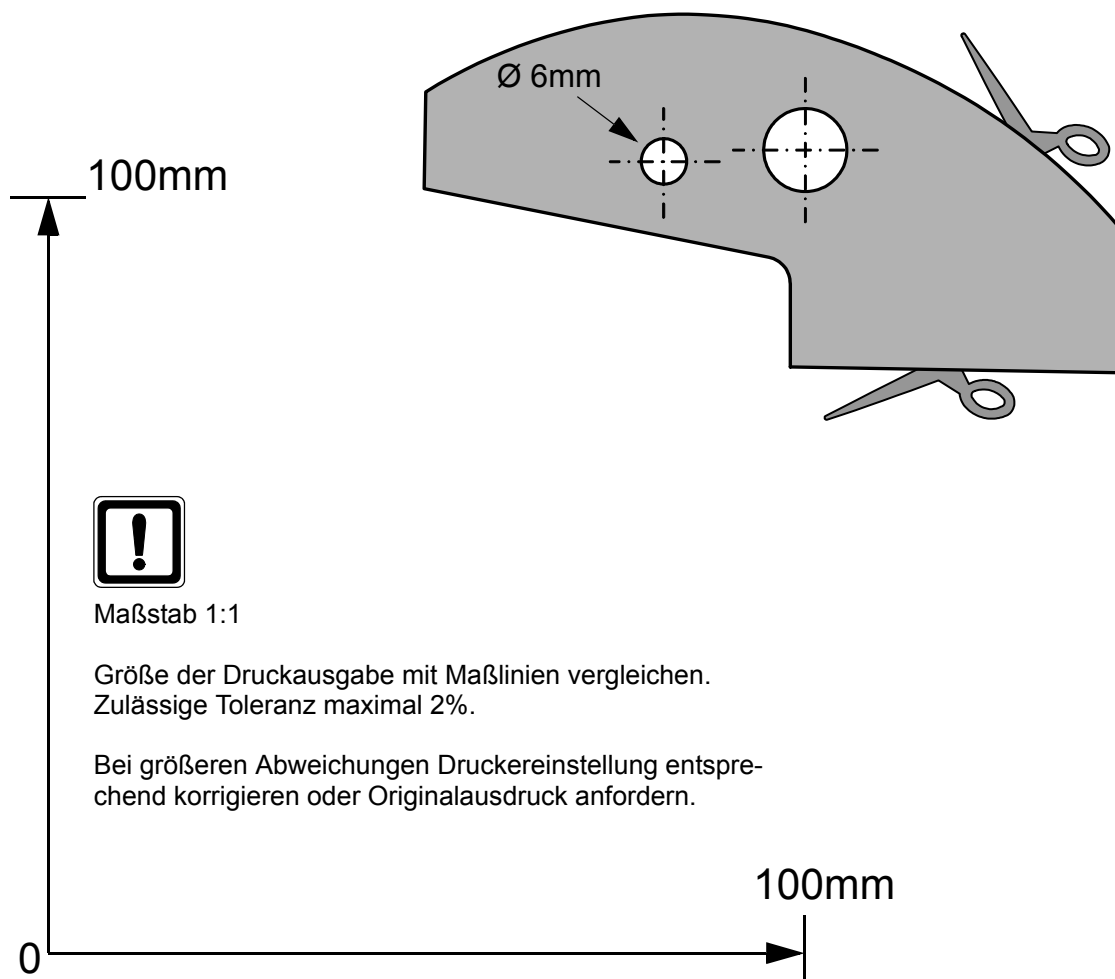 Ø 6mm
100mm
!
Maßstab 1:1
Größe der Druckausgabe mit Maßlinien vergleichen.
Zulässige Toleranz maximal 2%.
Bei größeren Abweichungen Druckereinstellung entspre-
chend korrigieren oder Originalausdruck anfordern.
100mm
0